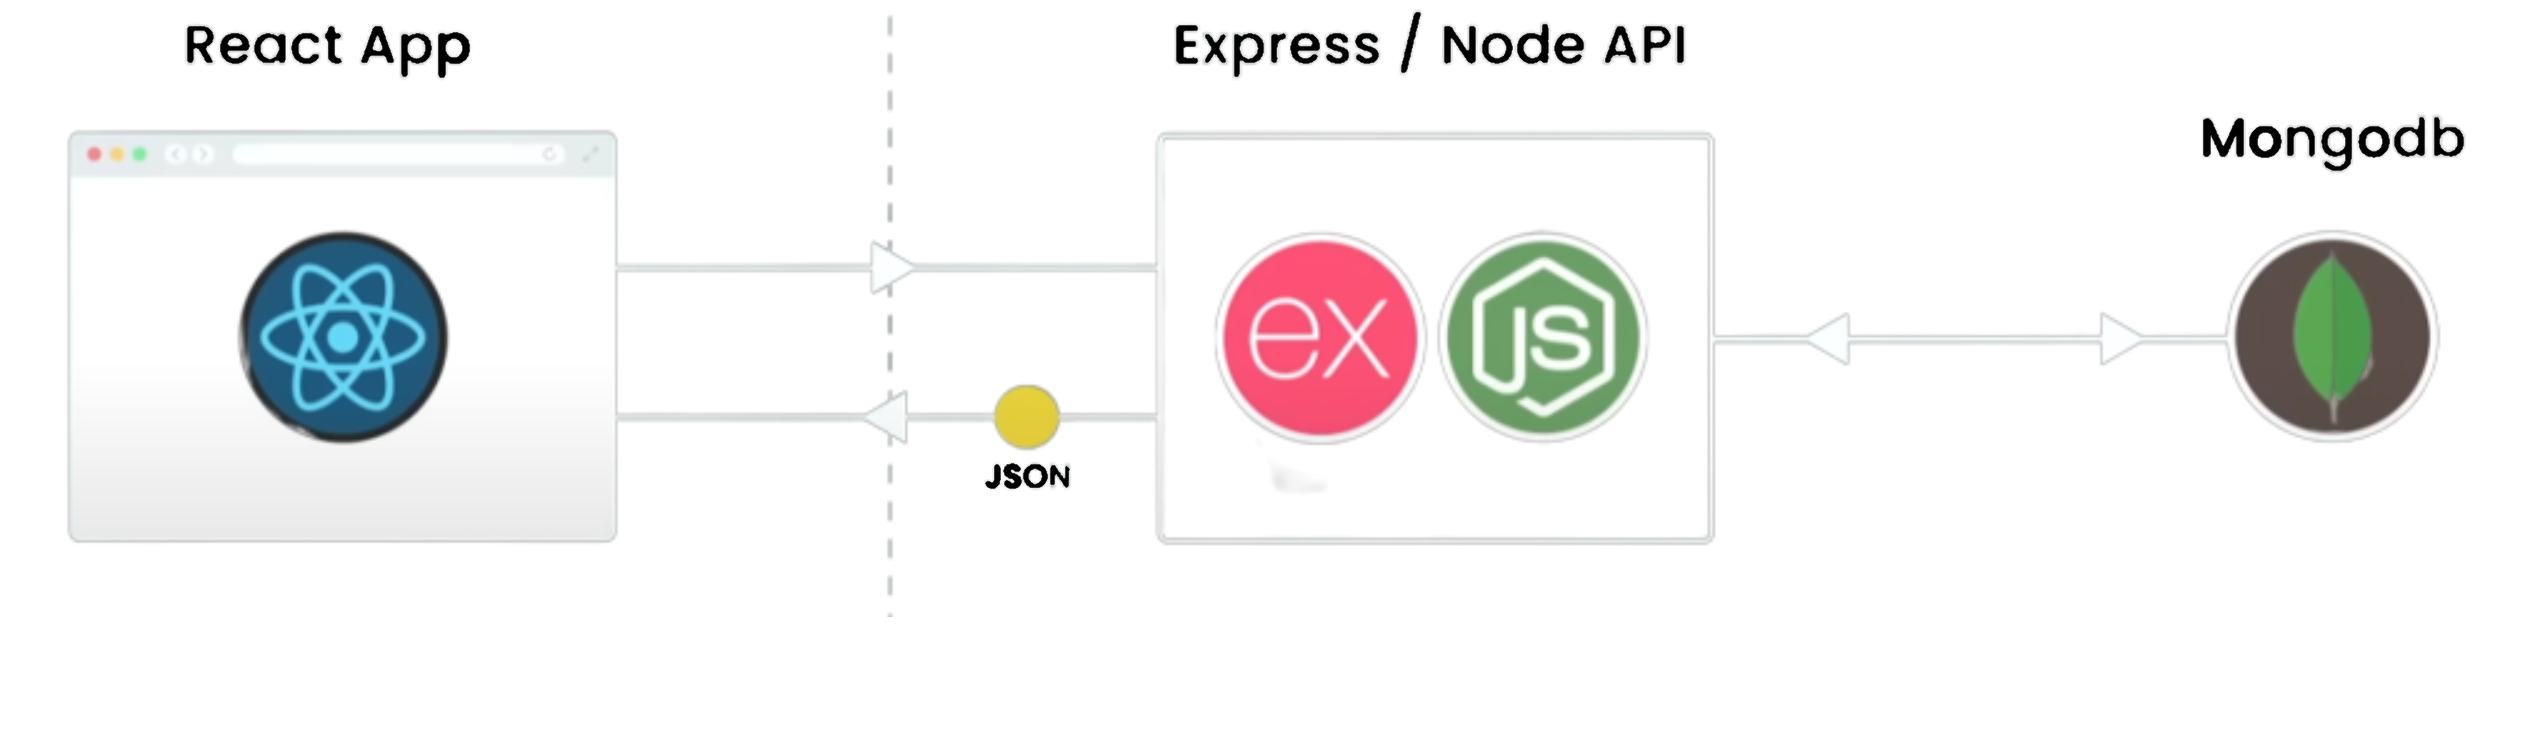 React App
Express / Node API
Mongodb
ex
JS
JSON